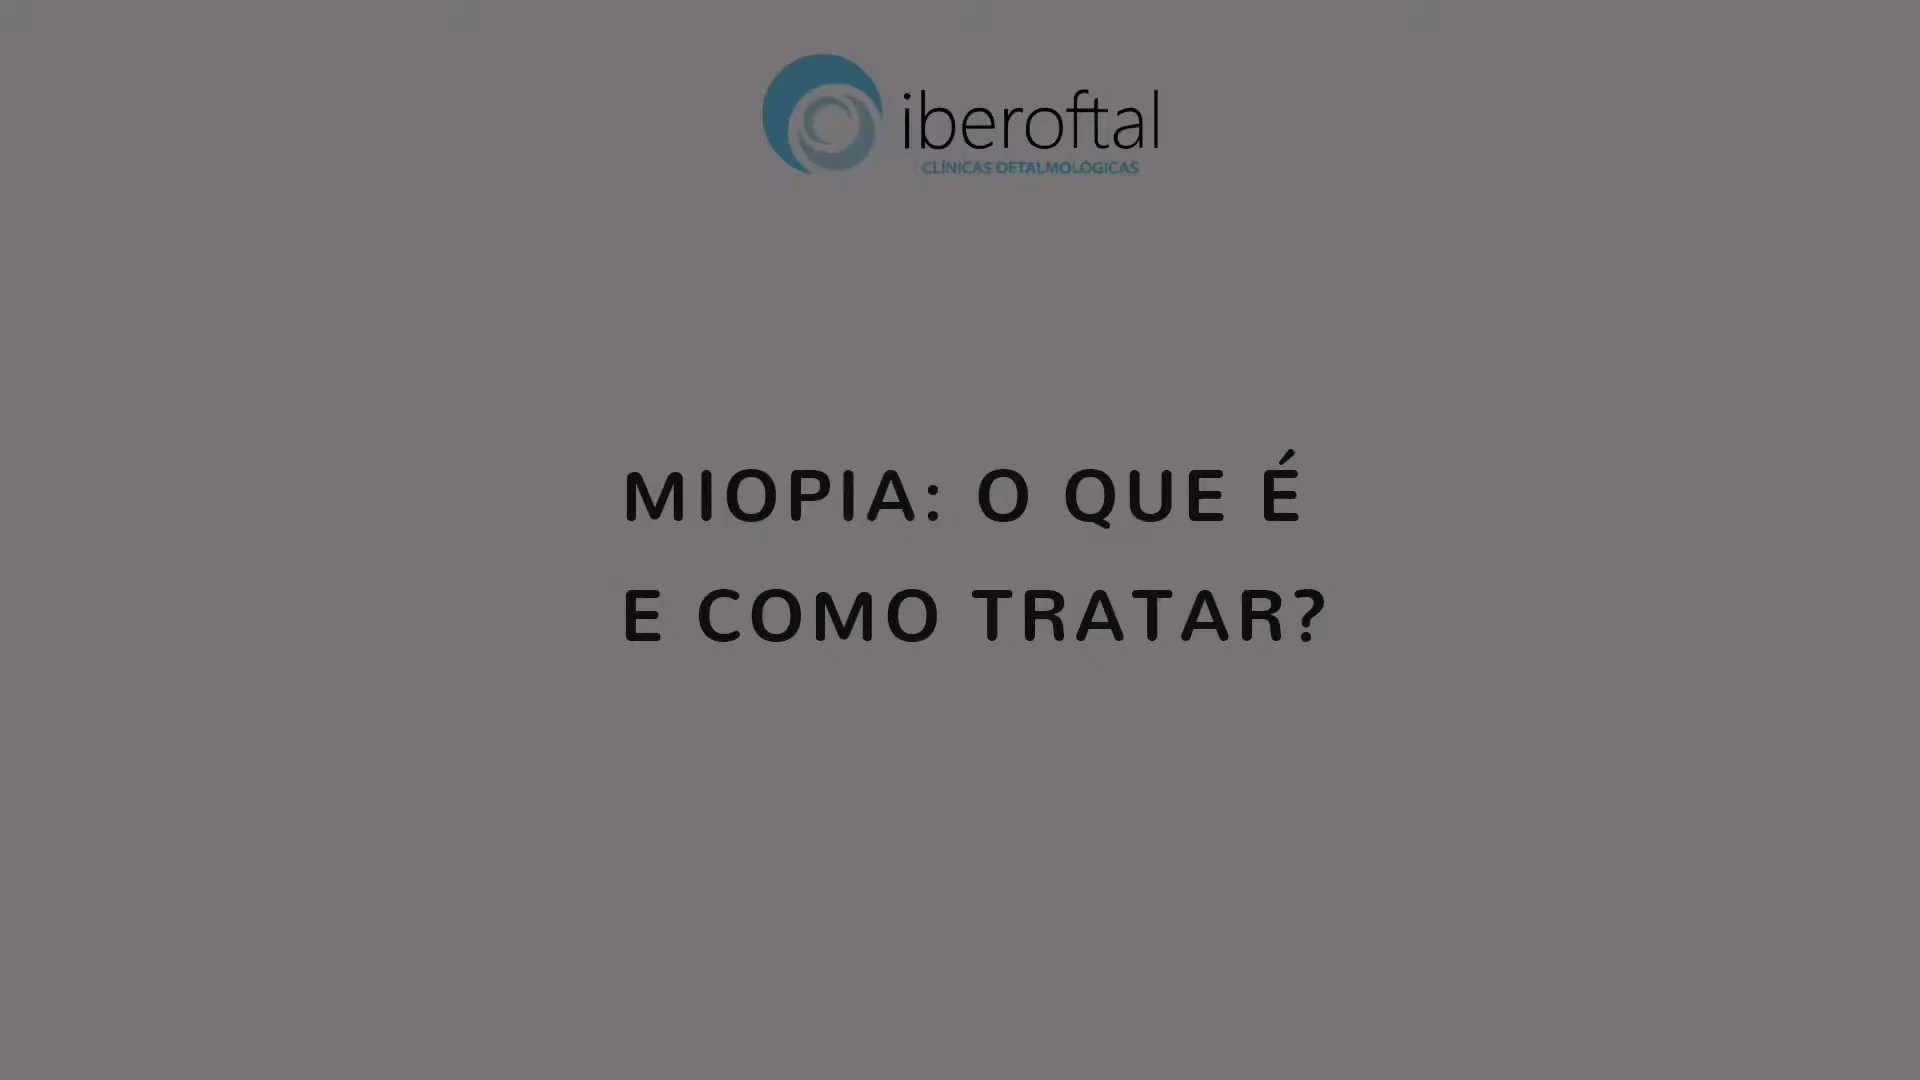 iberoftal
CLÍNICAS OFTALMOLÓGICAS
MIOPIA: O QUE É
E COMO TRATAR?